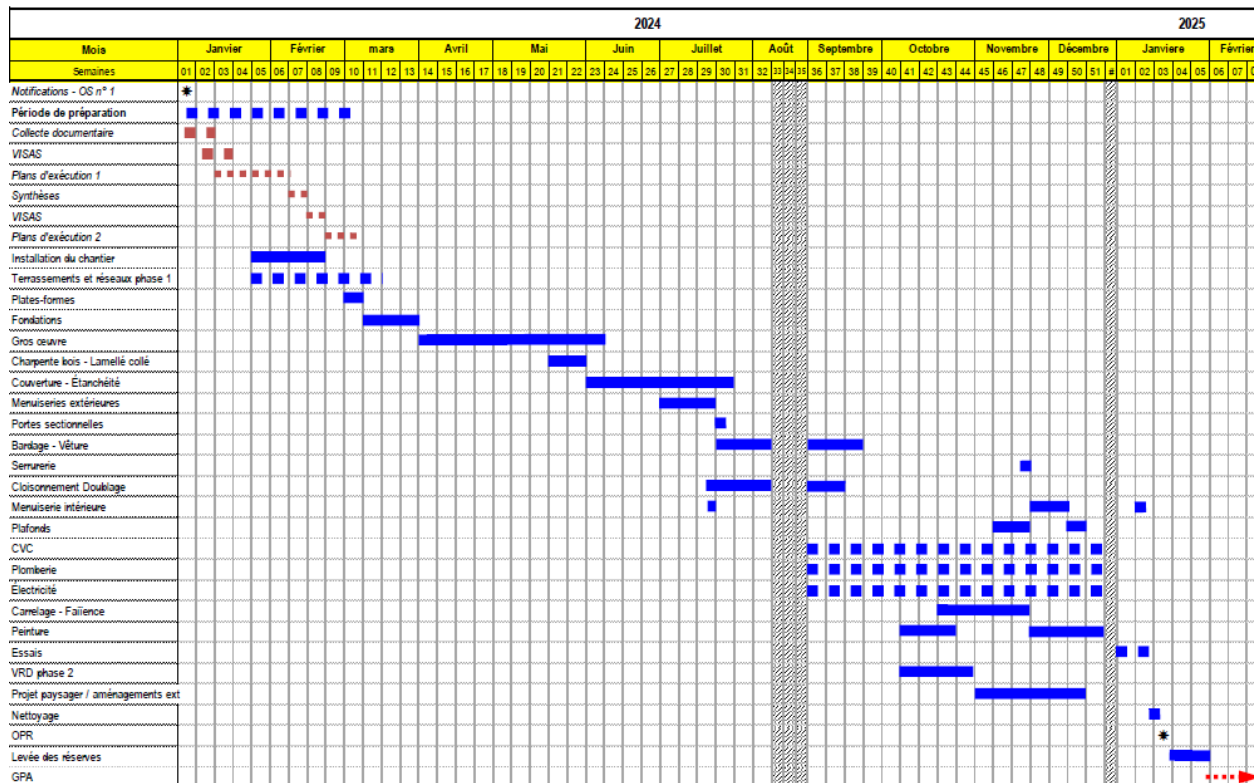 2024 2025
Mois Janvier Février mars Avril Mai Juin Juillet Août Septembre Octobre Novembre Décembre Janviere Février
Semaines 01 02 03 04 05 06 07 08 09 10 11 12 13 14 15 16 17 18 19 20 21 22 23 24 25 26 27 28 29 30 31 32 33 34 35 36 37 38 39 40 41 42 43 44 45 46 47 48 49 50 51 # 01 02 03 04 05 06 07
Notifications - OS n° 1
Période de préparation
Collecte documentaire
VISAS
Plans d'exécution 1
Synthèses
VISAS
Plans d'exécution 2
Installation du chantier
Terrassements et réseaux phase 1
Plates-formes
Fondations
Gros œuvre
Charpente bois - Lamellé collé
Couverture - Étanchéité
Menuiseries extérieures
Portes sectionnelles
Bardage - Vêture
Serrurerie
Cloisonnement Doublage
Menuiserie intérieure
Plafonds
CVC
Plomberie
Électricité
Carrelage - Faïence
Peinture
Essais
VRD phase 2
Projet paysager / aménagements ext
Nettoyage
OPR
Levée des réserves
GPA